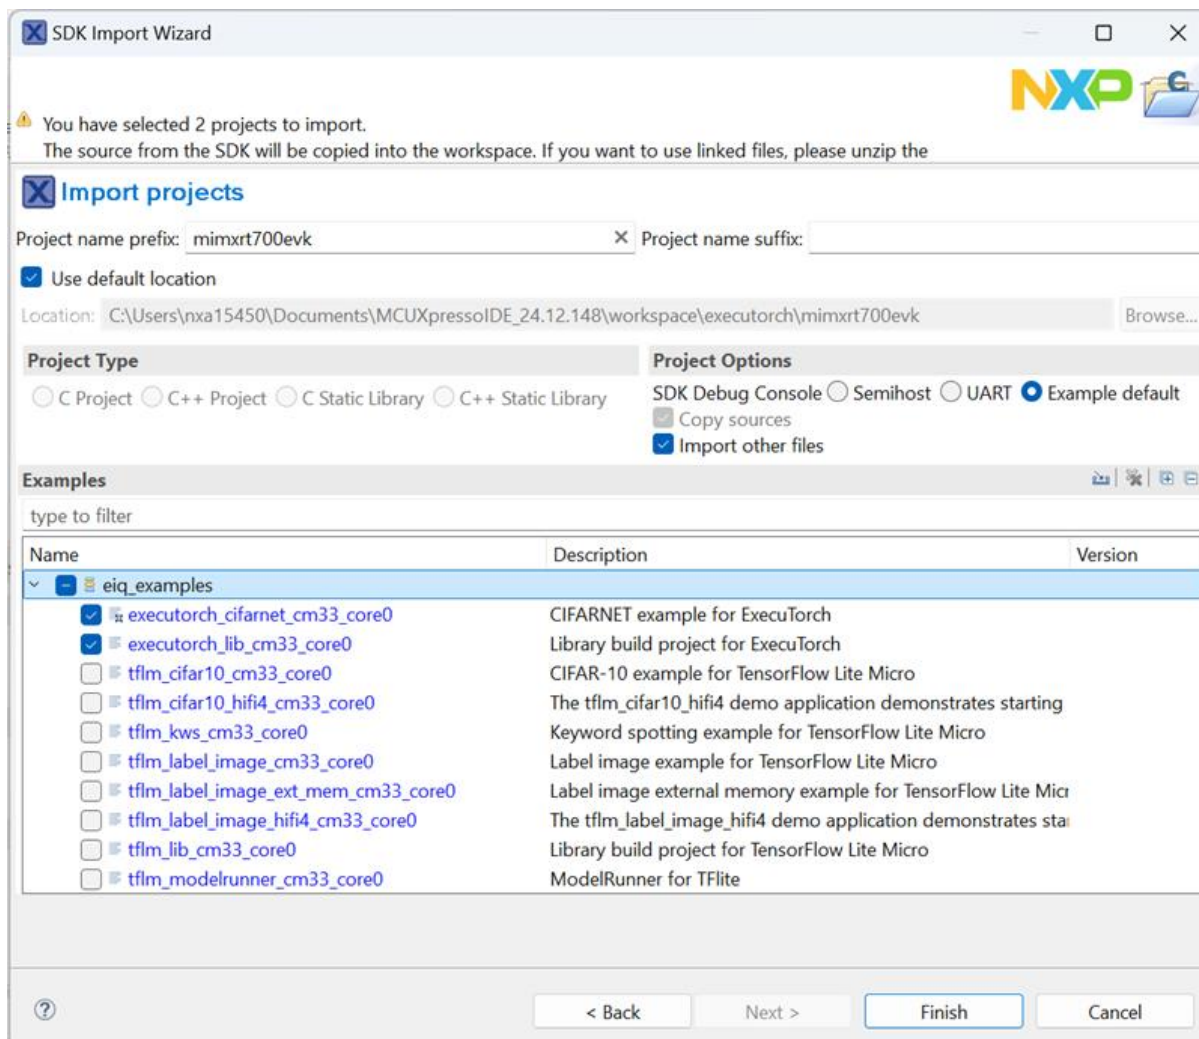 SDK Import Wizard
NXP
You have selected 2 projects to import.
The source from the SDK will be copied into the workspace. If you want to use linked files, please unzip the
Import projects
Project name prefix: mimxrt700evk Project name suffix:
Use default location
Location: C:\Users\nxa15450\Documents\MCUXpressoIDE_24.12.148\workspace\executorch\mimxrt700evk Browse...
Project Type Project Options
C Project C++ Project C Static Library C++ Static Library SDK Debug Console Semihost UART Example default
Copy sources
Import other files
Examples
type to filter
Name Description Version
eiq_examples
executorch_cifarnet_cm33_core0 CIFARNET example for ExecuTorch
executorch_lib_cm33_core0 Library build project for ExecuTorch
tflm_cifar10_cm33_core0 CIFAR-10 example for TensorFlow Lite Micro
tflm_cifar10_hifi4_cm33_core0 The tflm_cifar10_hifi4 demo application demonstrates starting
tflm_kws_cm33_core0 Keyword spotting example for TensorFlow Lite Micro
tflm_label_image_cm33_core0 Label image example for TensorFlow Lite Micro
tflm_label_image_ext_mem_cm33_core0 Label image external memory example for TensorFlow Lite Micr
tflm_label_image_hifi4_cm33_core0 The tflm_label_image_hifi4 demo application demonstrates sta
tflm_lib_cm33_core0 Library build project for TensorFlow Lite Micro
tflm_modelrunner_cm33_core0 ModelRunner for TFlite
< Back Next > Finish Cancel